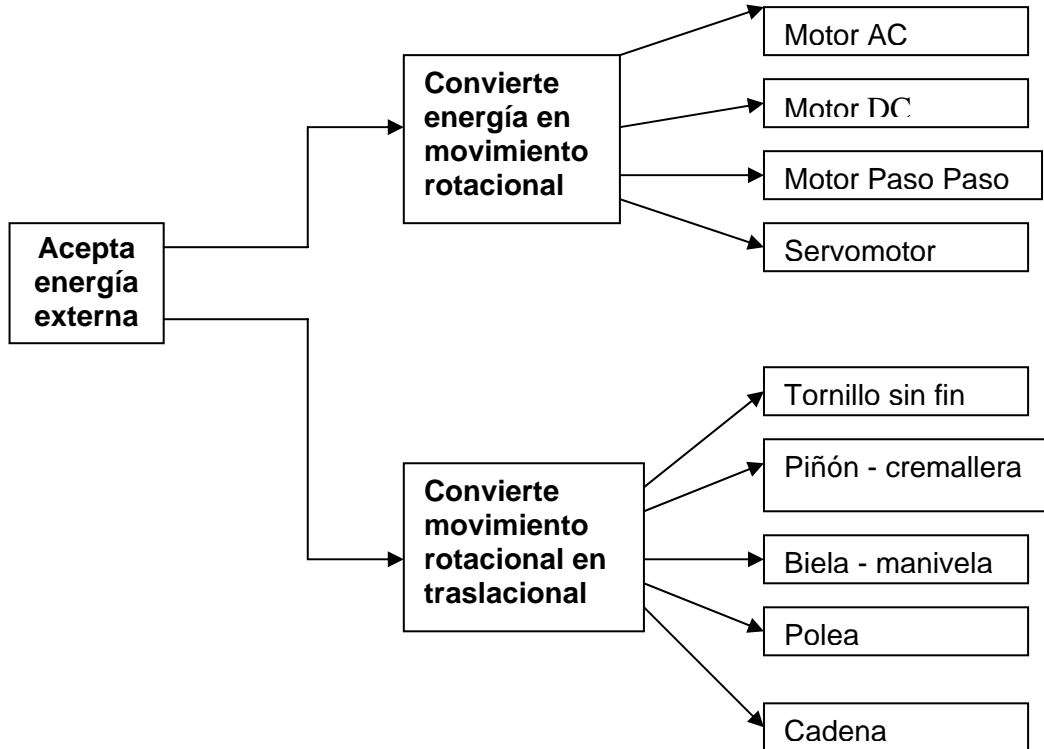 Acepta
energía
externa
Convierte
energía en
movimiento
rotacional
Motor AC
Motor DC
Motor Paso Paso
Servomotor
Convierte
movimiento
rotacional en
traslacional
Tornillo sin fin
Piñón - cremallera
Biela - manivela
Polea
Cadena